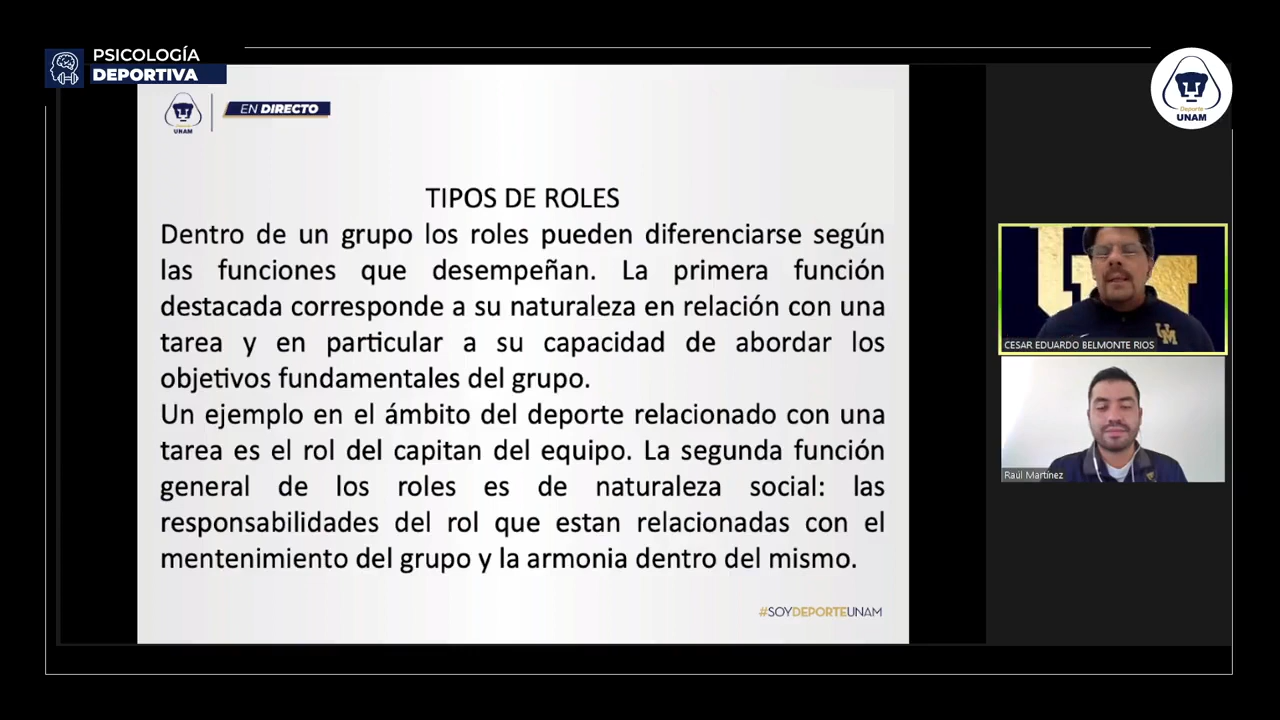 PSICOLOGÍA
DEPORTIVA
Deporte
UNAM
EN DIRECTO
Deporte
UNAM
TIPOS DE ROLES
Dentro de un grupo los roles pueden diferenciarse según
las funciones que desempeñan. La primera función
destacada corresponde a su naturaleza en relación con una
tarea y en particular a su capacidad de abordar los
objetivos fundamentales del grupo.
Un ejemplo en el ámbito del deporte relacionado con una
tarea es el rol del capitan del equipo. La segunda función
general de los roles es de naturaleza social: las
responsabilidades del rol que estan relacionadas con el
mentenimiento del grupo y la armonia dentro del mismo.
#SOYDEPORTEUNAM
UM
CESAR EDUARDO BELMONTE RIOS
Raúl Martínez